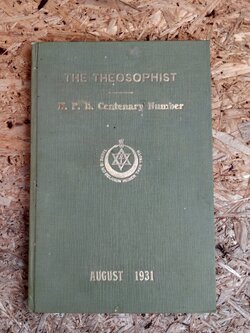 THE THEOSOPHIST
H. P. B. Centenary Number
AUGUST 1931